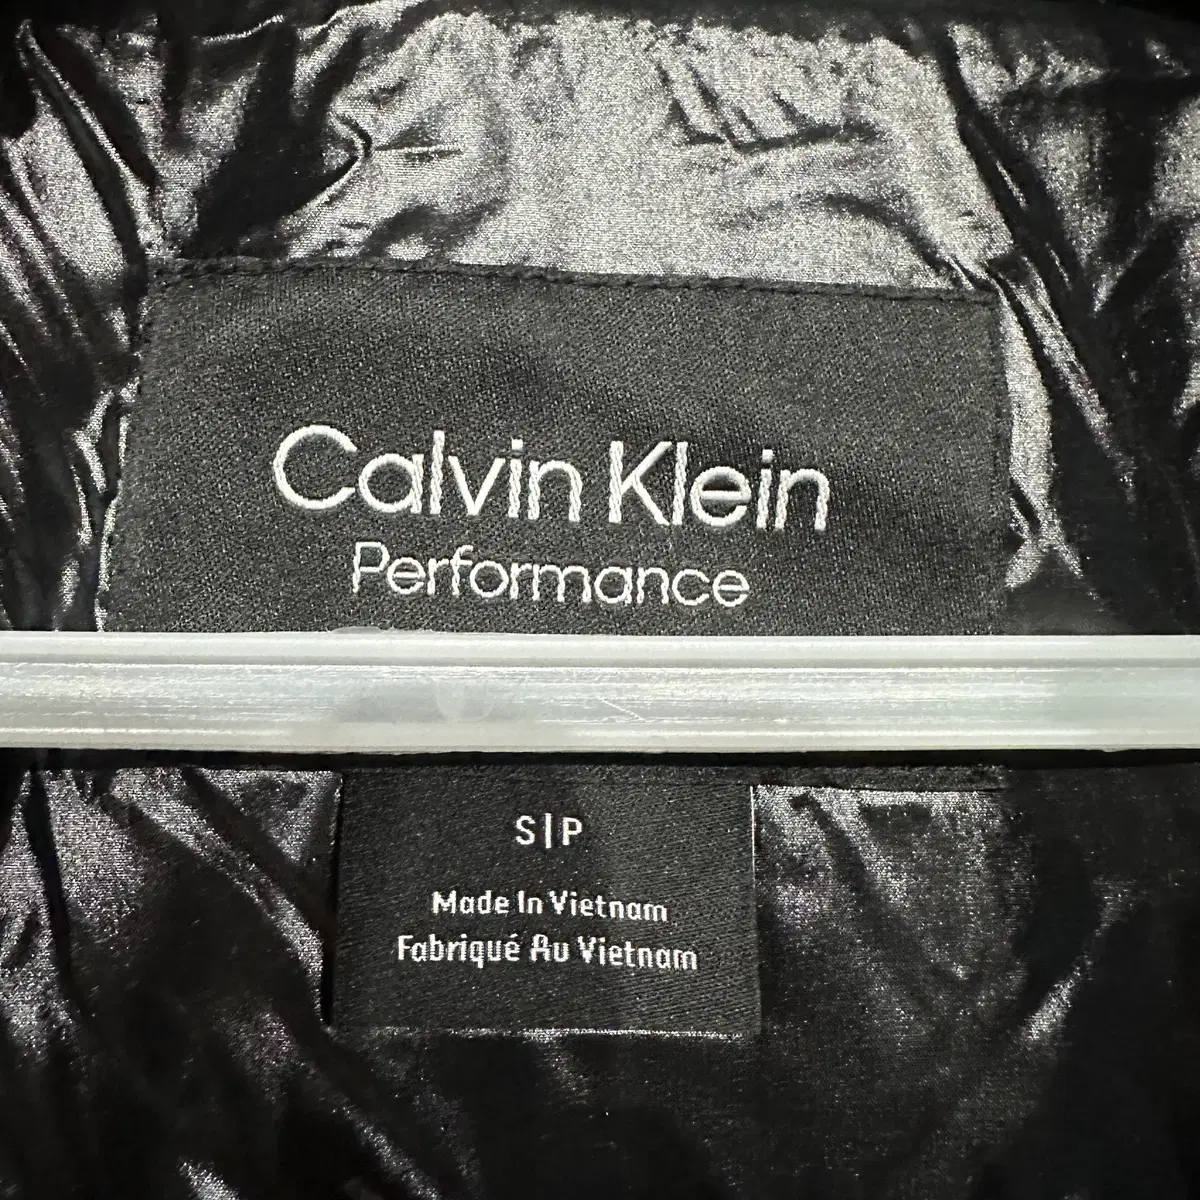 Calvin Klein
Performance
S|P
Made In Vietnam
Fabriqué Au Vietnam